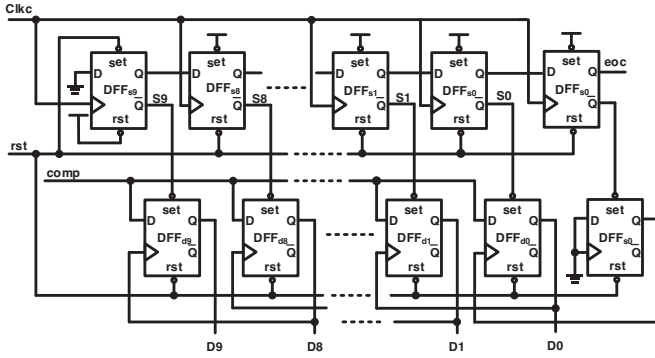 Clkc
set set set set set
D Q D Q D Q D Q D Q eoc
DFFs9 DFFs8 DFFs1 DFFs0 DFFs0
Q S9 Q S8 Q S1 Q S0 Q
rst rst rst rst rst
rst
comp
set set set set set
D Q D Q D Q D Q D Q
DFFd9 DFFd8 DFFd1 DFFd0 DFFs0
Q Q Q Q Q
rst rst rst rst rst
D9 D8 D1 D0